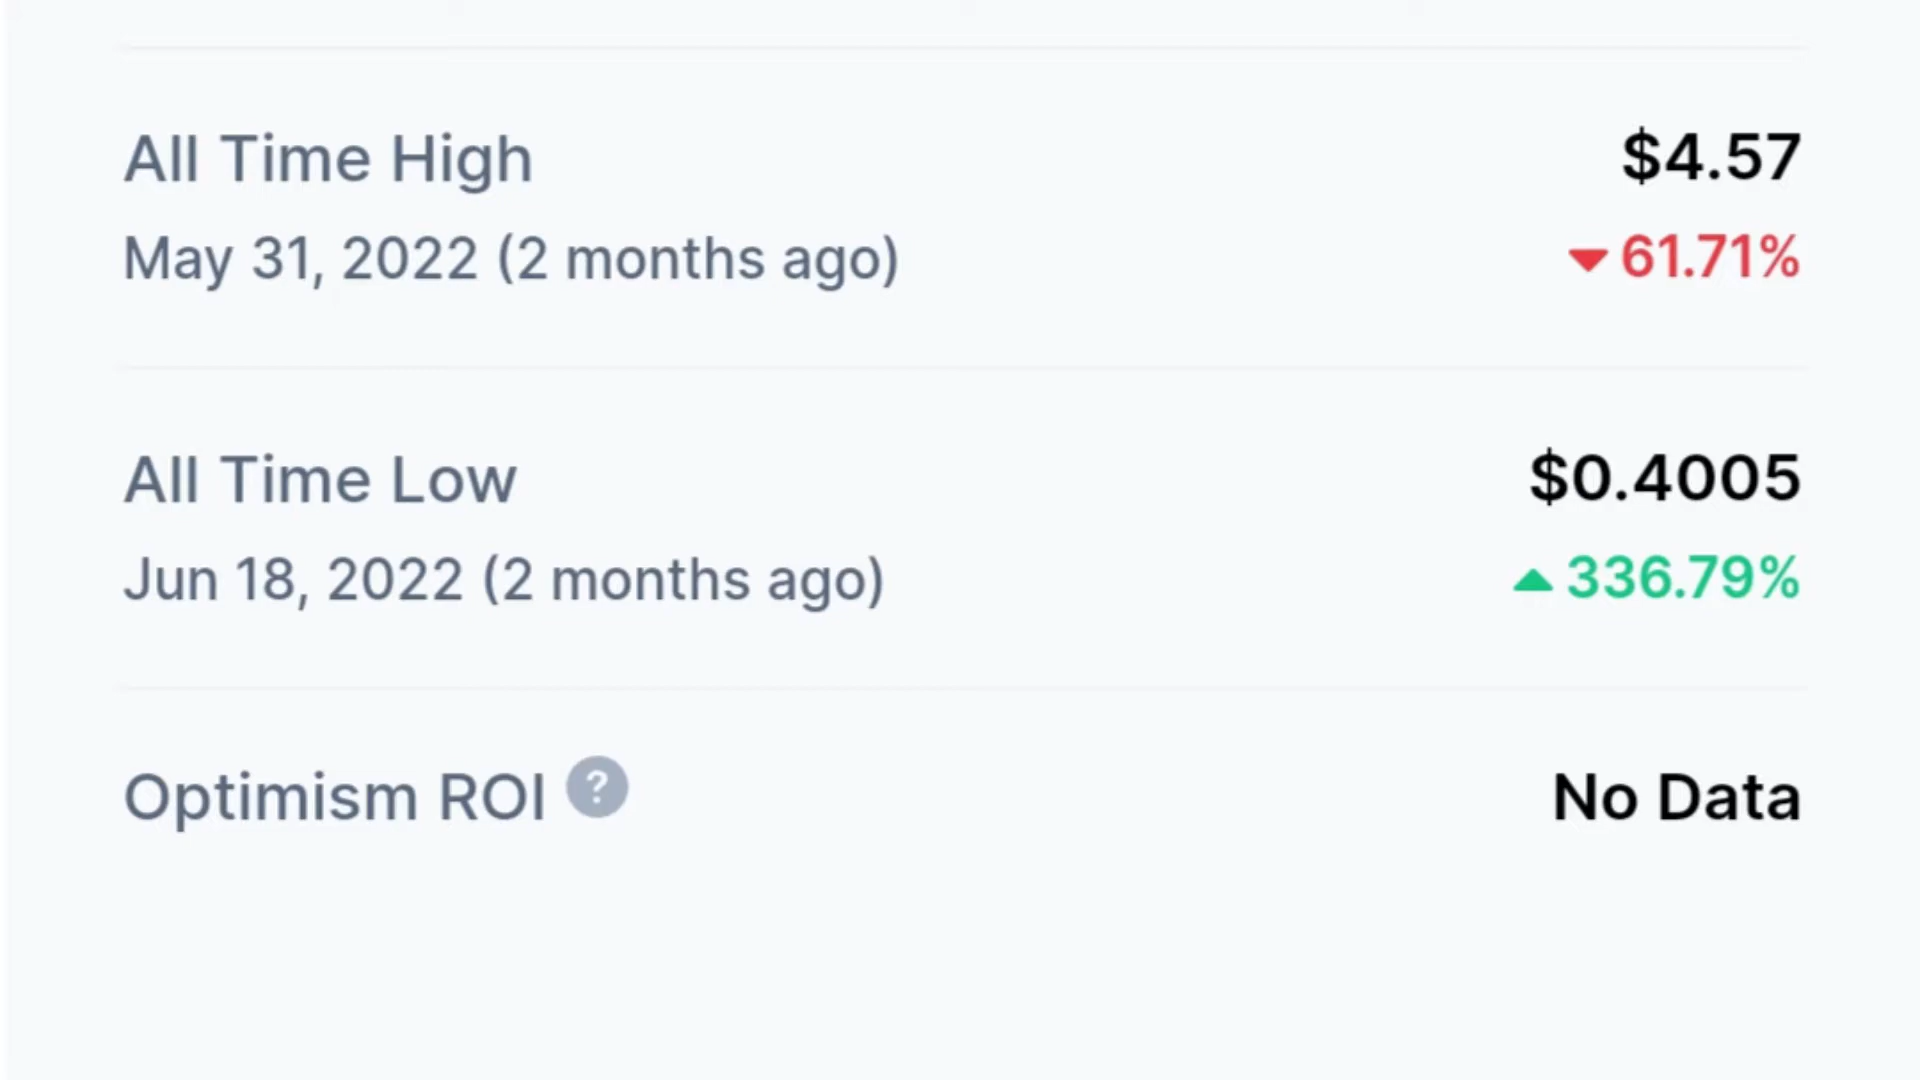 All Time High
$4.57
May 31, 2022 (2 months ago)
61.71%
All Time Low
$0.4005
Jun 18, 2022 (2 months ago)
336.79%
Optimism ROI ?
No Data